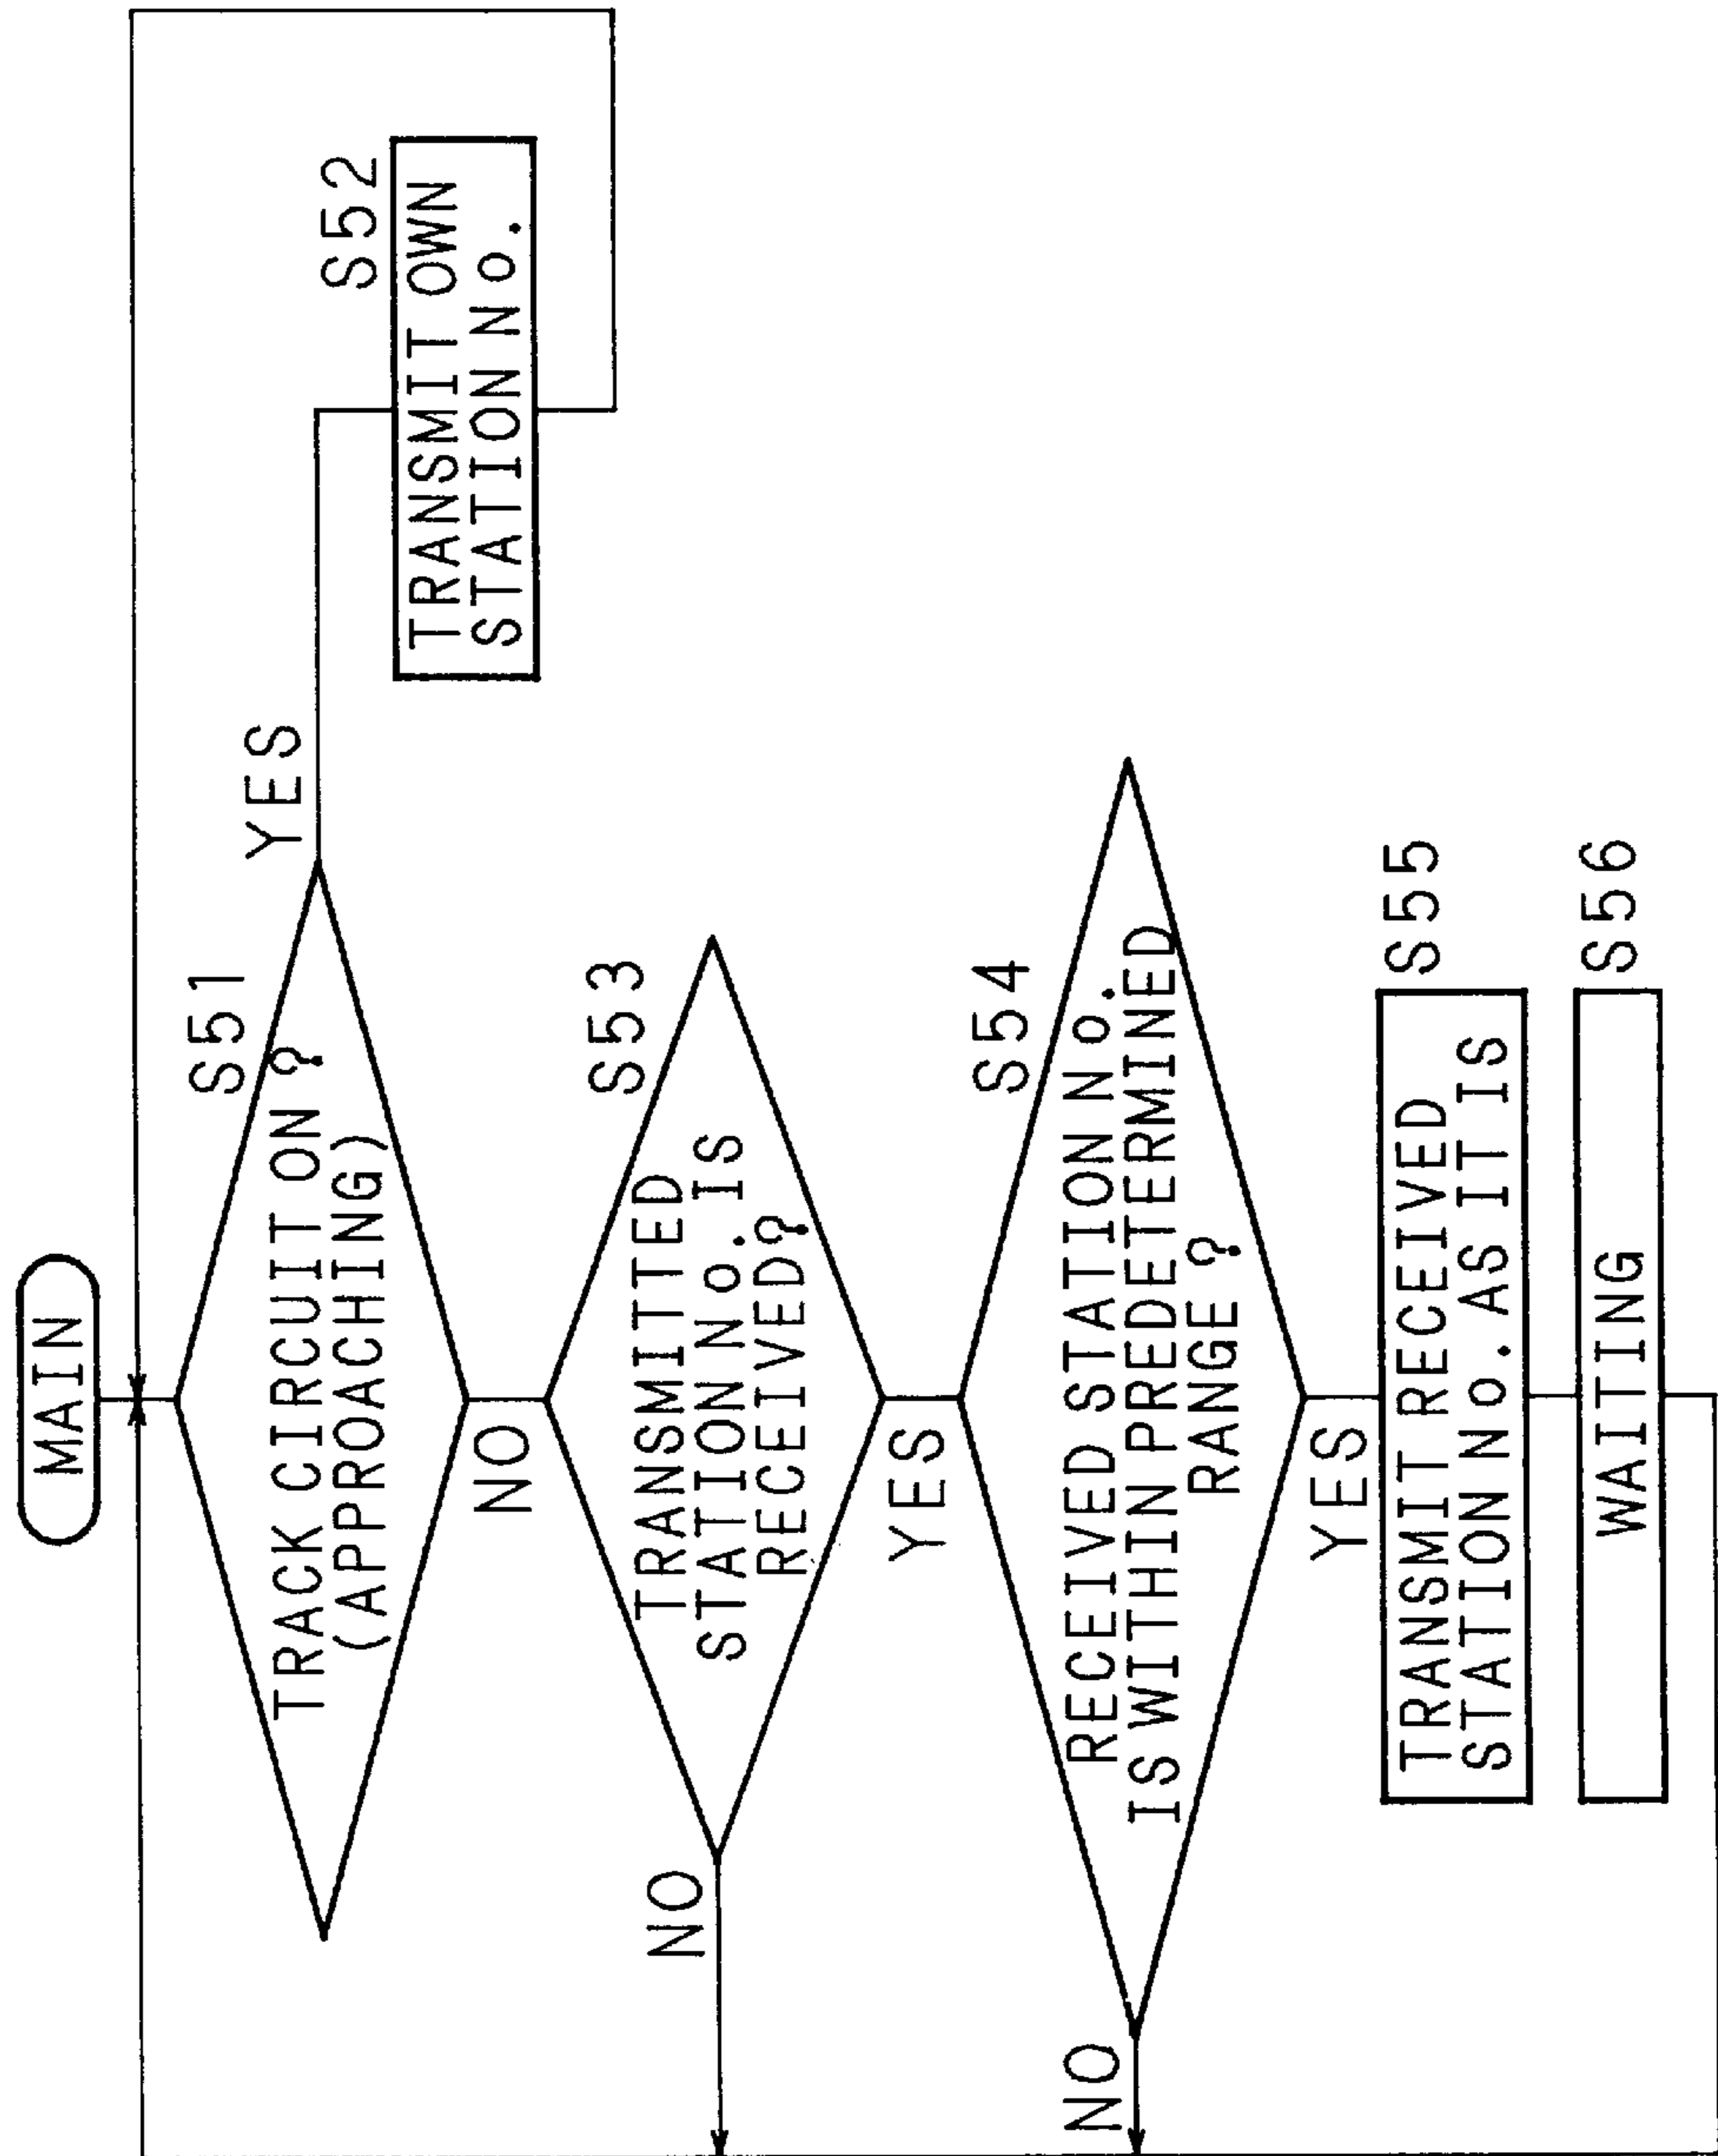 MAIN
S51
TRACK CIRCUIT ON ?
(APPROACHING)
YES
S52
TRANSMIT OWN
STATION No.
NO
S53
TRANSMITTED
STATION No. IS
RECEIVED?
NO
YES
S54
RECEIVED STATION No.
IS WITHIN PREDETERMINED
RANGE ?
NO
YES
S55
TRANSMIT RECEIVED
STATION No. AS IT IS
S56
WAITING